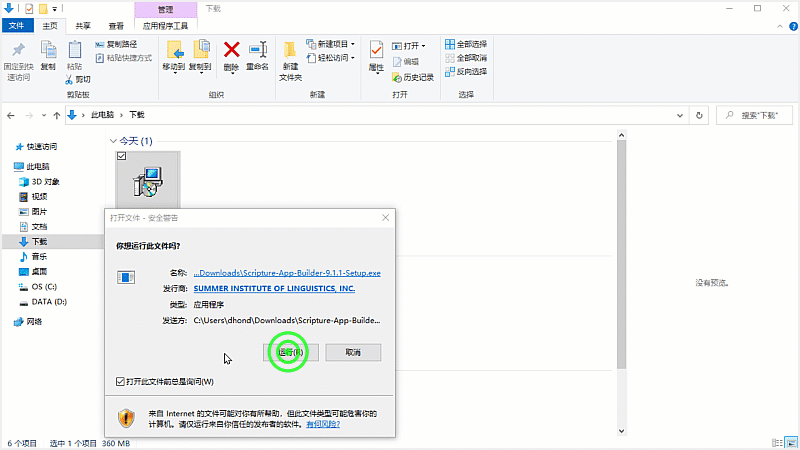 管理
下载
文件
主页
共享
查看
应用程序工具
固定到快
速访问
复制
粘贴
复制路径
粘贴快捷方式
剪切
移动到
复制到
删除
重命名
新建
文件夹
新建项目
轻松访问
属性
打开
编辑
历史记录
全部选择
全部取消
反向选择
剪贴板
组织
新建
打开
选择
此电脑 › 下载
搜索"下载"
快速访问
此电脑
3D 对象
视频
图片
文档
下载
音乐
桌面
OS (C:)
DATA (D:)
网络
今天 (1)
没有预览。
打开文件 - 安全警告
你想运行此文件吗?
名称: ...Downloads\Scripture-App-Builder-9.1.1-Setup.exe
发行商: SUMMER INSTITUTE OF LINGUISTICS, INC.
类型: 应用程序
发送方: C:\Users\dhond\Downloads\Scripture-App-Builde...
运行(R)
取消
打开此文件前总是询问(W)
来自 Internet 的文件可能对你有所帮助，但此文件类型可能危害你的
计算机。请仅运行来自你信任的发布者的软件。有何风险?
6 个项目 选中 1 个项目 360 MB